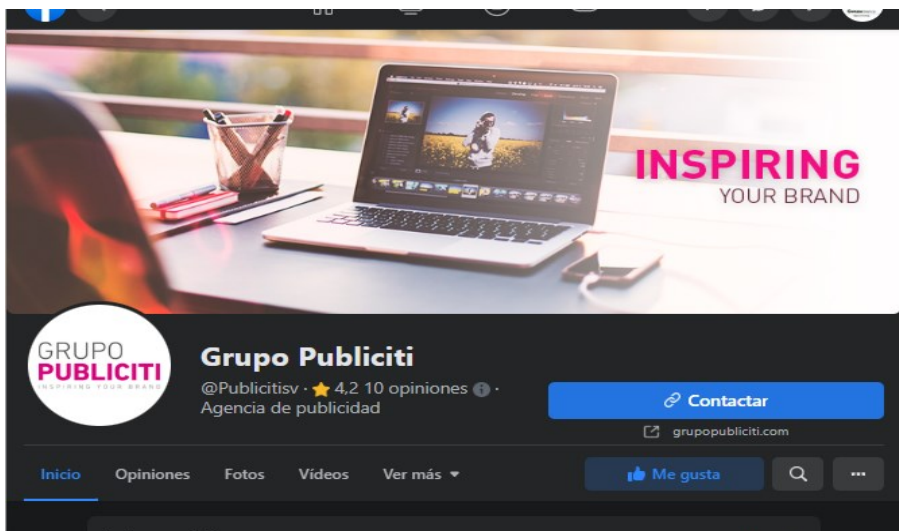 INSPIRING
YOUR BRAND
GRUPO
PUBLICITI
INSPIRING YOUR BRAND
Grupo Publiciti
@Publicitisv · 4,2 10 opiniones ·
Agencia de publicidad
Contactar
grupopubliciti.com
Inicio Opiniones Fotos Vídeos Ver más Me gusta